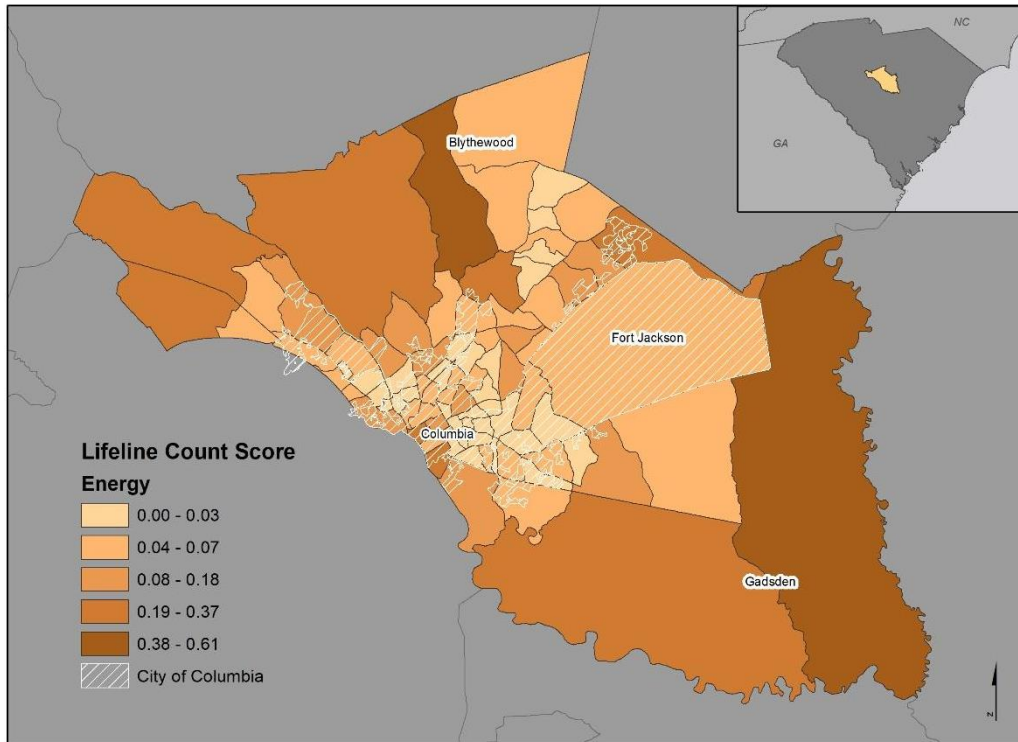 NC
GA
Blythewood
Fort Jackson
Columbia
Gadsden
Lifeline Count Score
Energy
0.00 - 0.03
0.04 - 0.07
0.08 - 0.18
0.19 - 0.37
0.38 - 0.61
City of Columbia
N